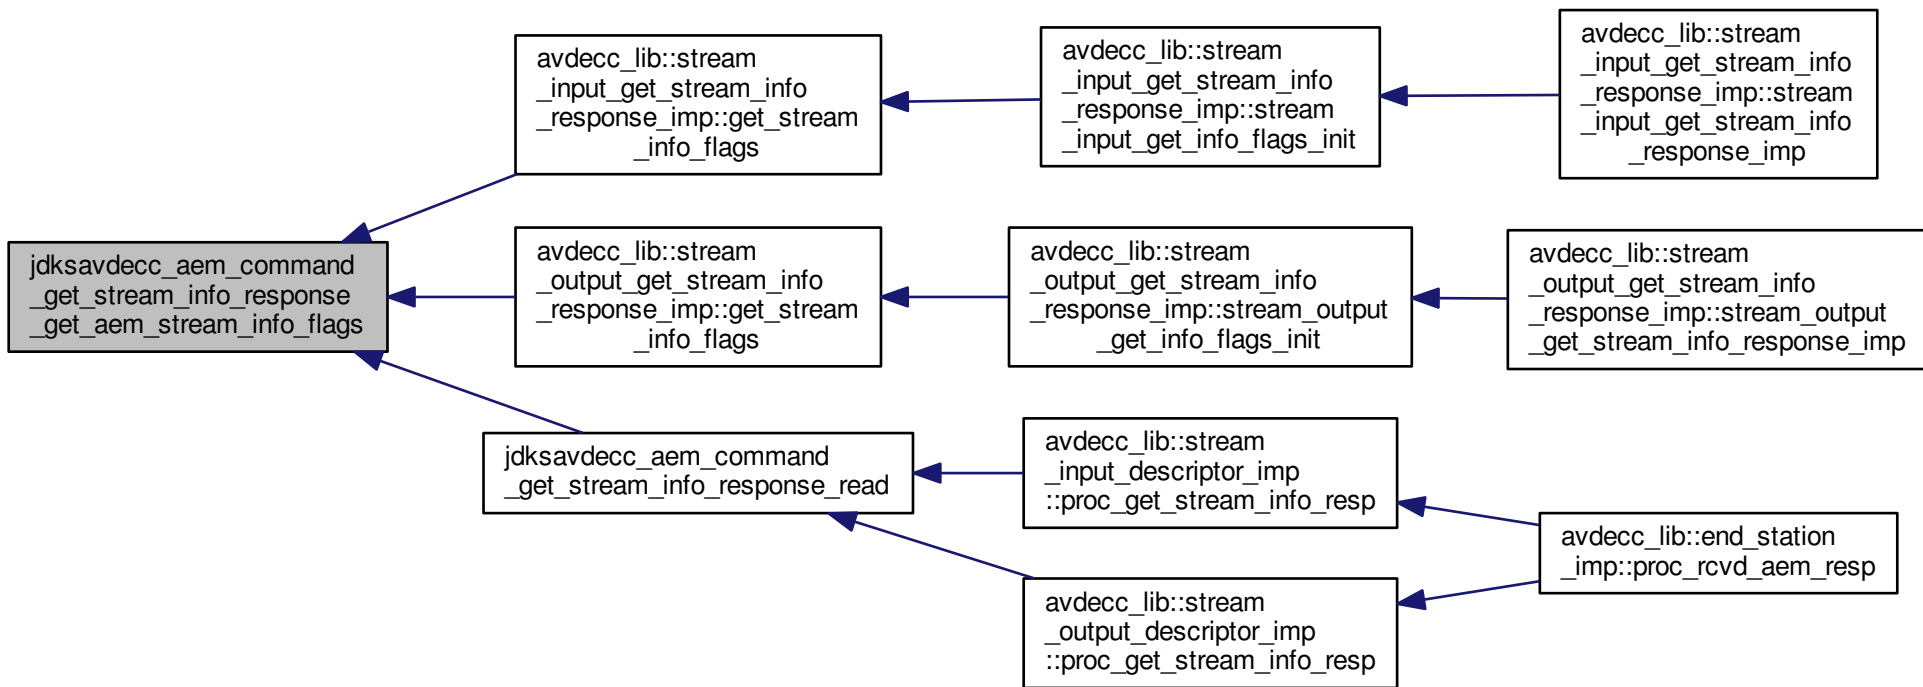 jdksavdecc_aem_command
_get_stream_info_response
_get_aem_stream_info_flags
avdecc_lib::stream
_input_get_stream_info
_response_imp::get_stream
_info_flags
avdecc_lib::stream
_input_get_stream_info
_response_imp::stream
_input_get_info_flags_init
avdecc_lib::stream
_input_get_stream_info
_response_imp::stream
_input_get_stream_info
_response_imp
avdecc_lib::stream
_output_get_stream_info
_response_imp::get_stream
_info_flags
avdecc_lib::stream
_output_get_stream_info
_response_imp::stream_output
_get_info_flags_init
avdecc_lib::stream
_output_get_stream_info
_response_imp::stream_output
_get_stream_info_response_imp
jdksavdecc_aem_command
_get_stream_info_response_read
avdecc_lib::stream
_input_descriptor_imp
::proc_get_stream_info_resp
avdecc_lib::stream
_output_descriptor_imp
::proc_get_stream_info_resp
avdecc_lib::end_station
_imp::proc_rcvd_aem_resp